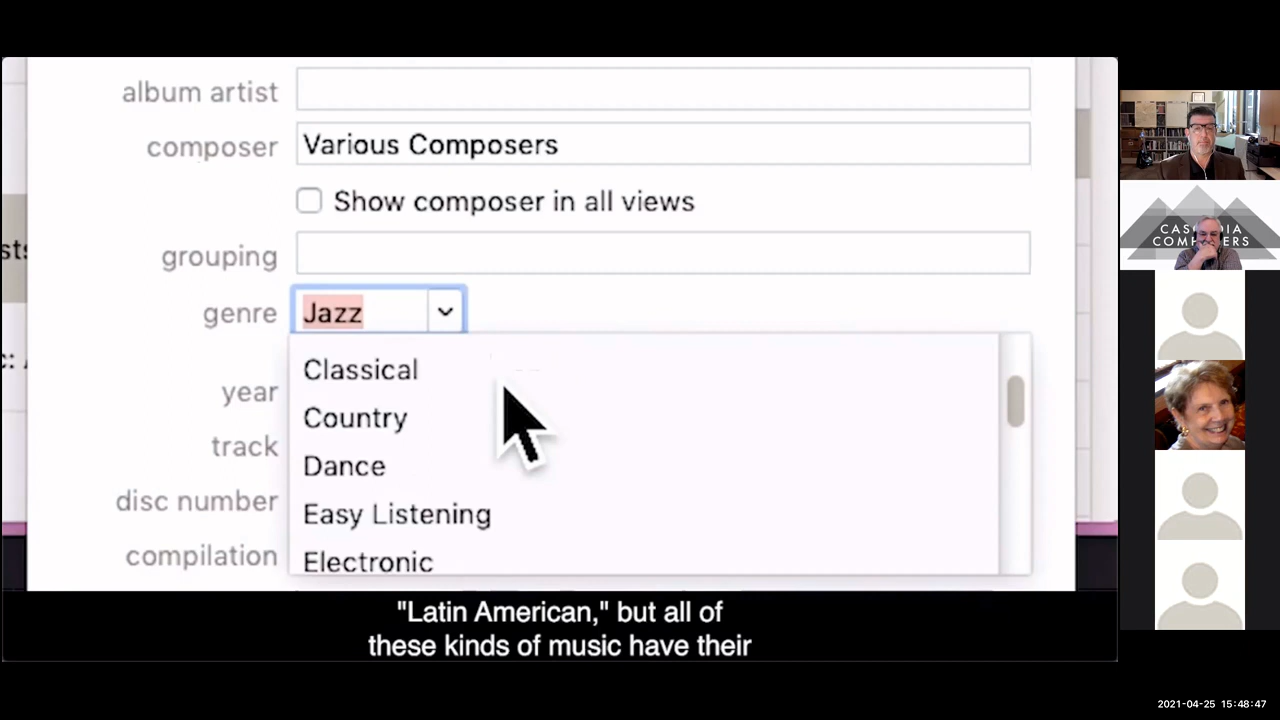 album artist
composer
Various Composers
Show composer in all views
grouping
genre
Jazz
Classical
year
Country
track
Dance
disc number
Easy Listening
compilation
Electronic
"Latin American," but all of
these kinds of music have their
2021-04-25 15:48:47